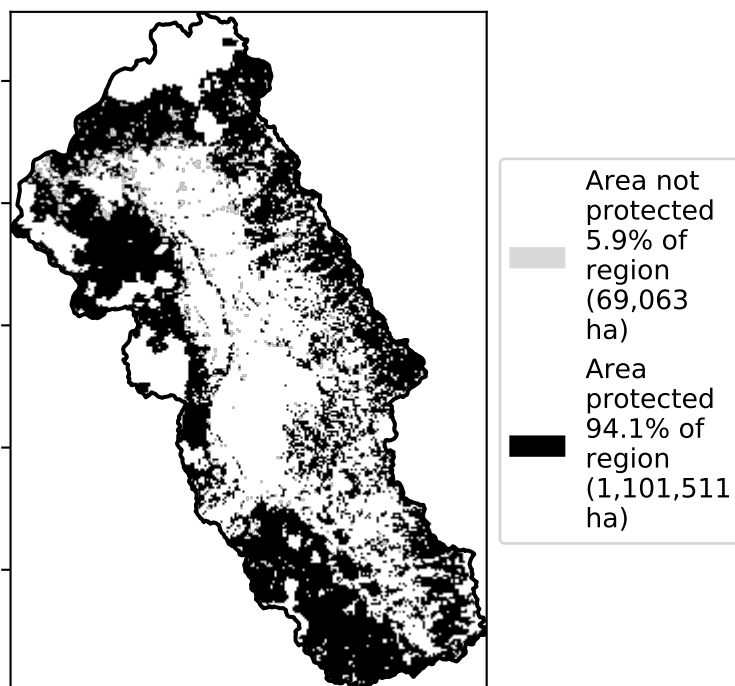 Area not
protected
5.9% of
region
(69,063
ha)
Area
protected
94.1% of
region
(1,101,511
ha)